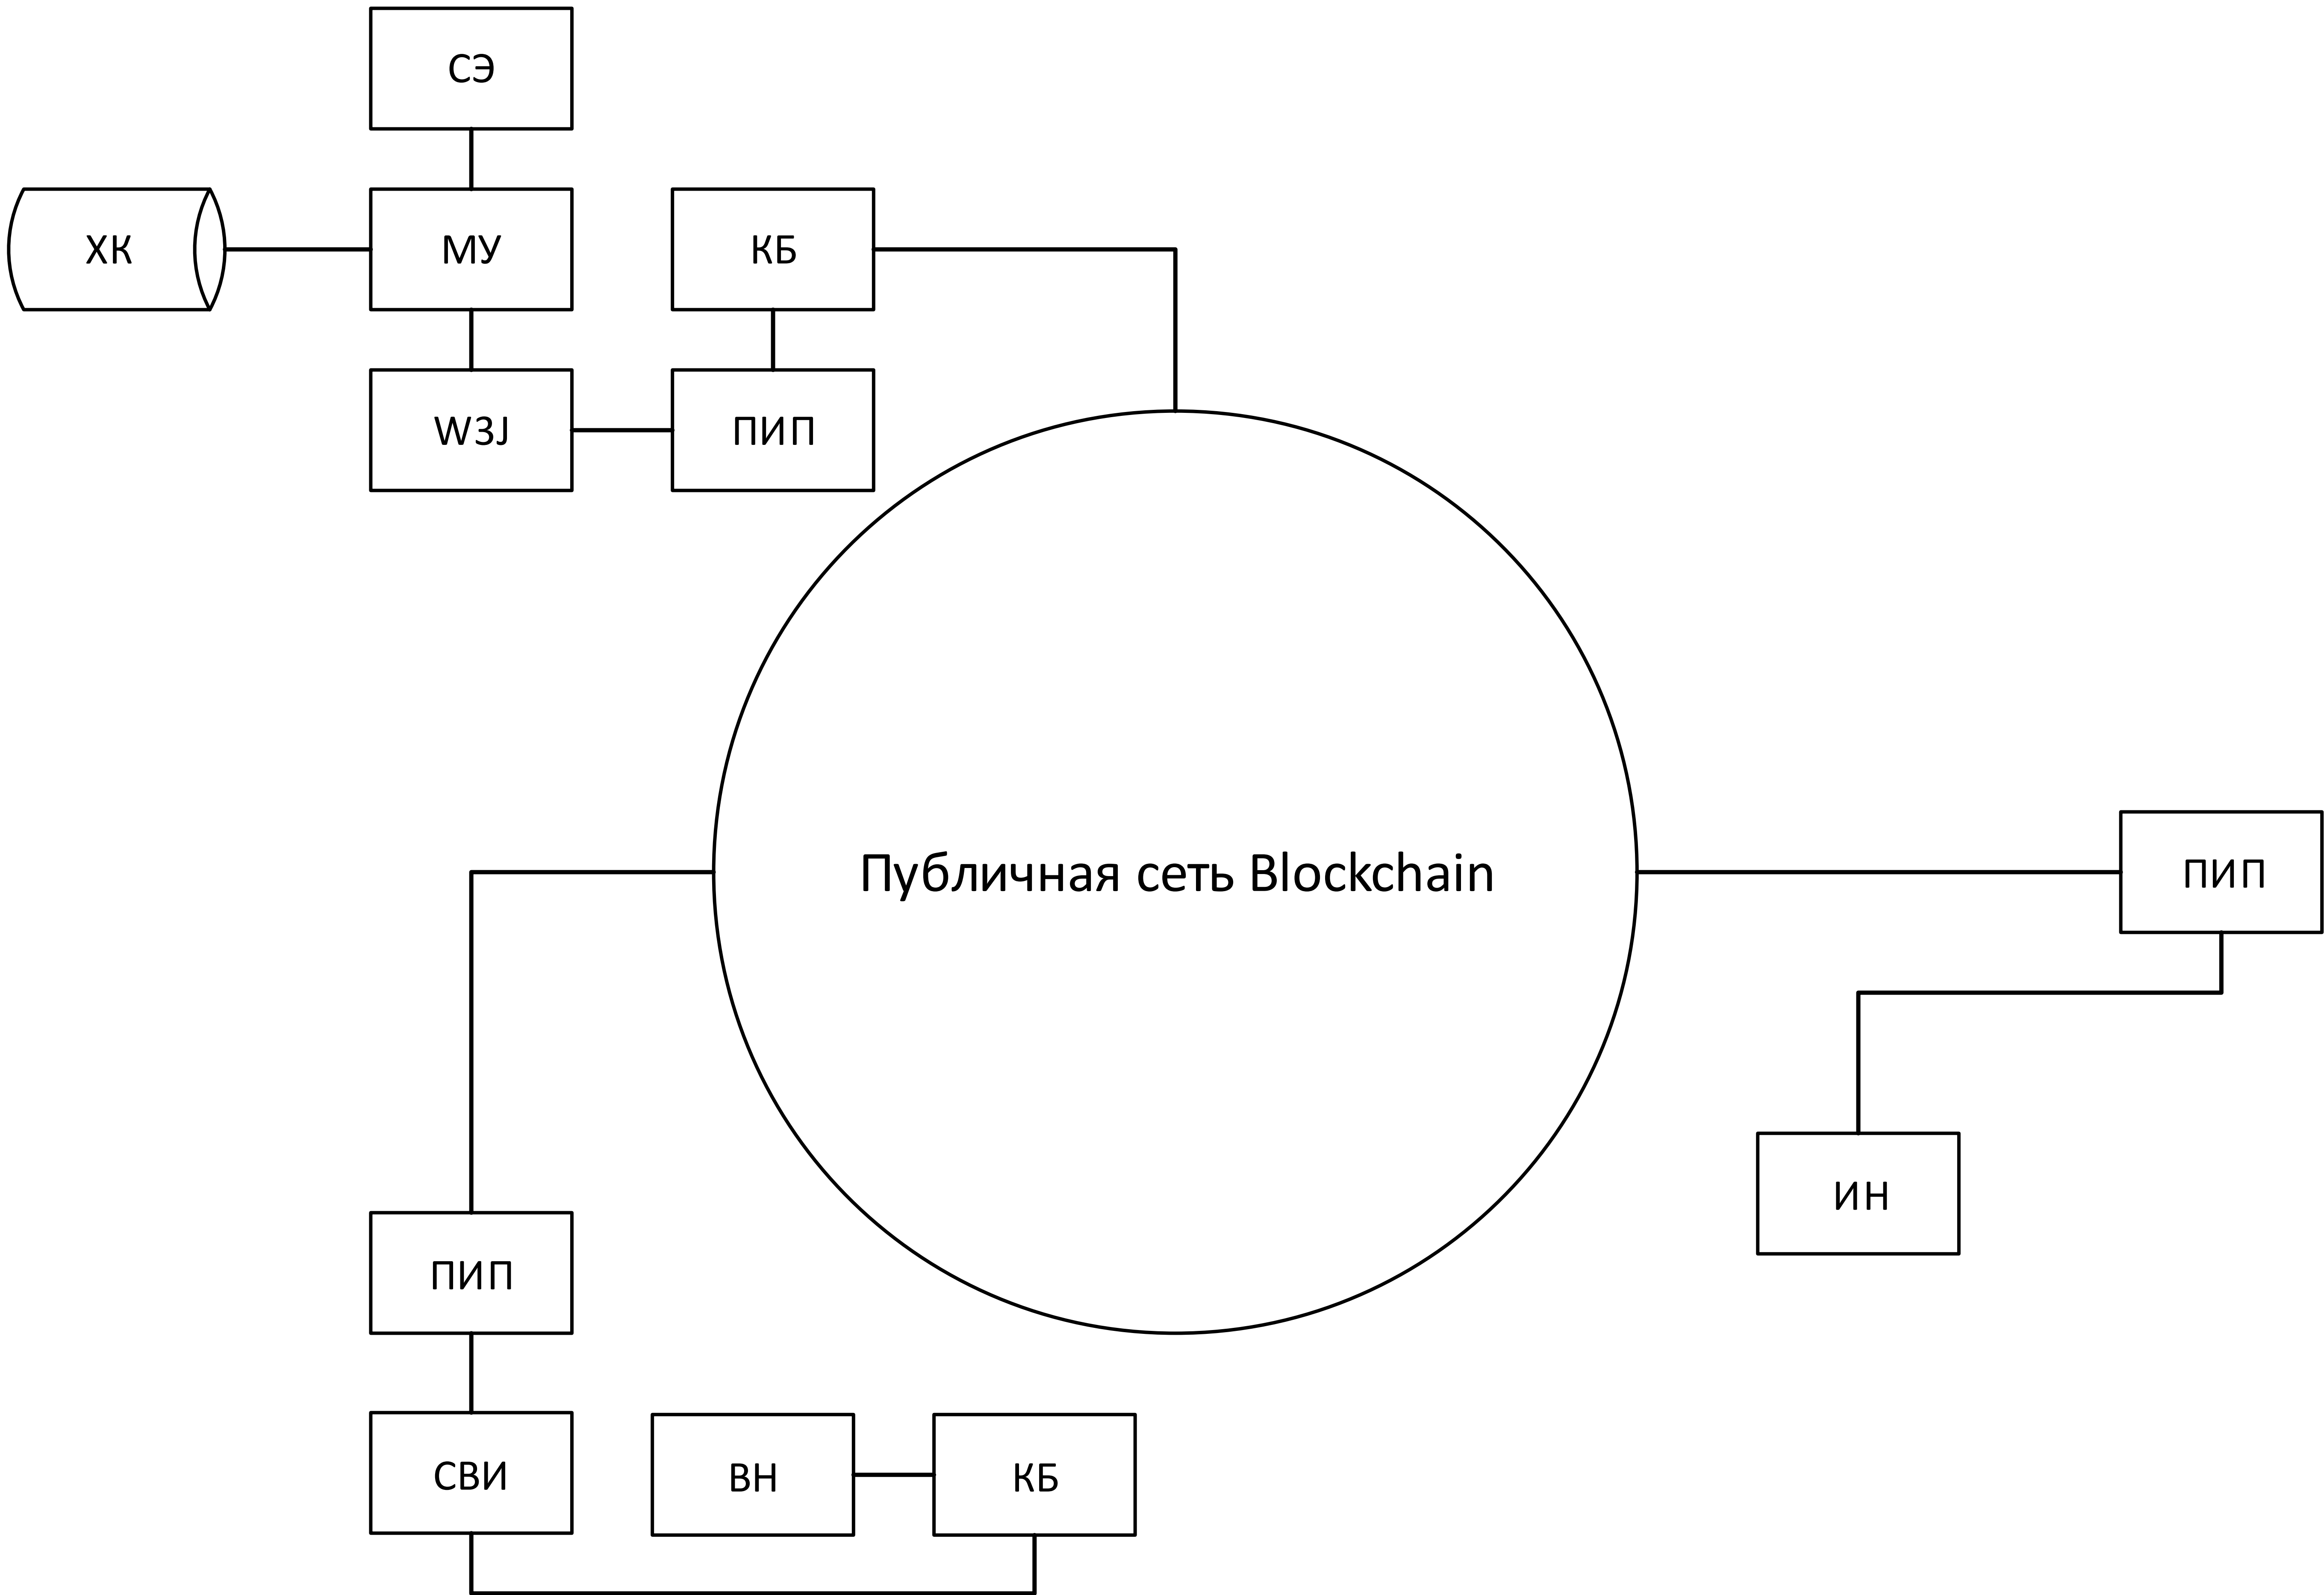 СЭ
ХК
МУ
КБ
W3J
ПИП
Публичная сеть Blockchain
ПИП
ИН
ПИП
СВИ
ВН
КБ